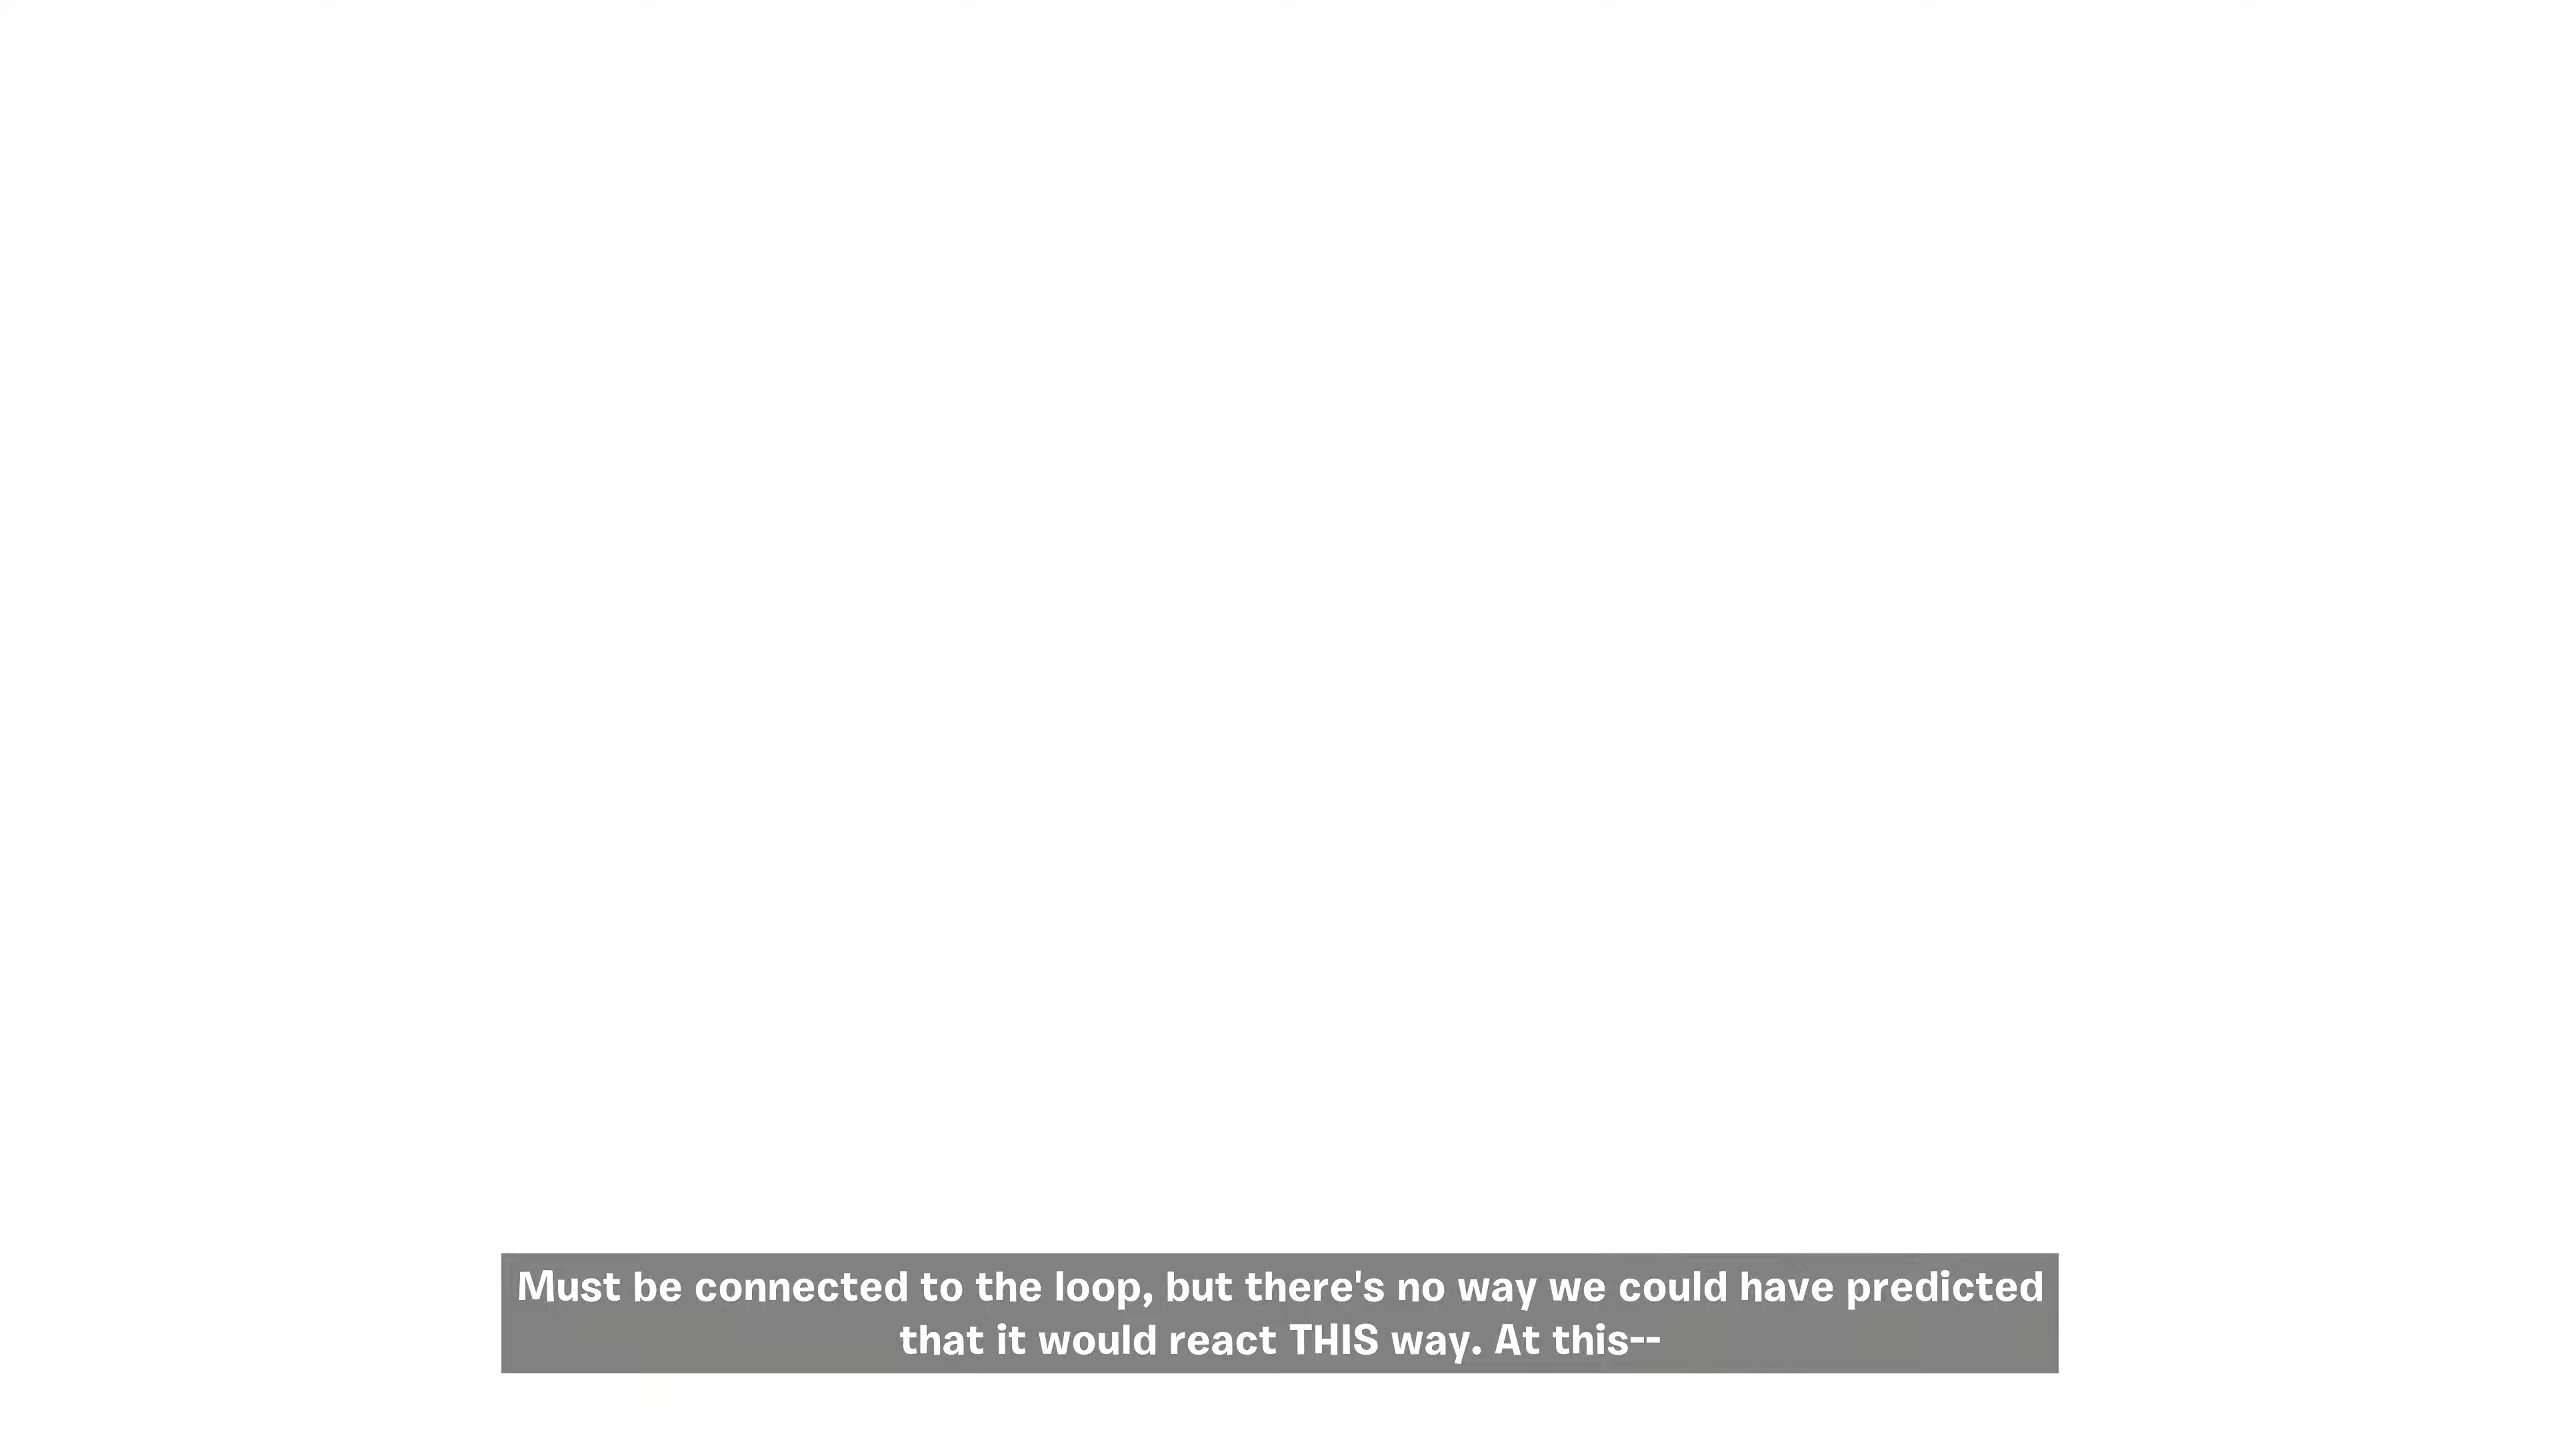 Must be connected to the loop, but there's no way we could have predicted
that it would react THIS way. At this--